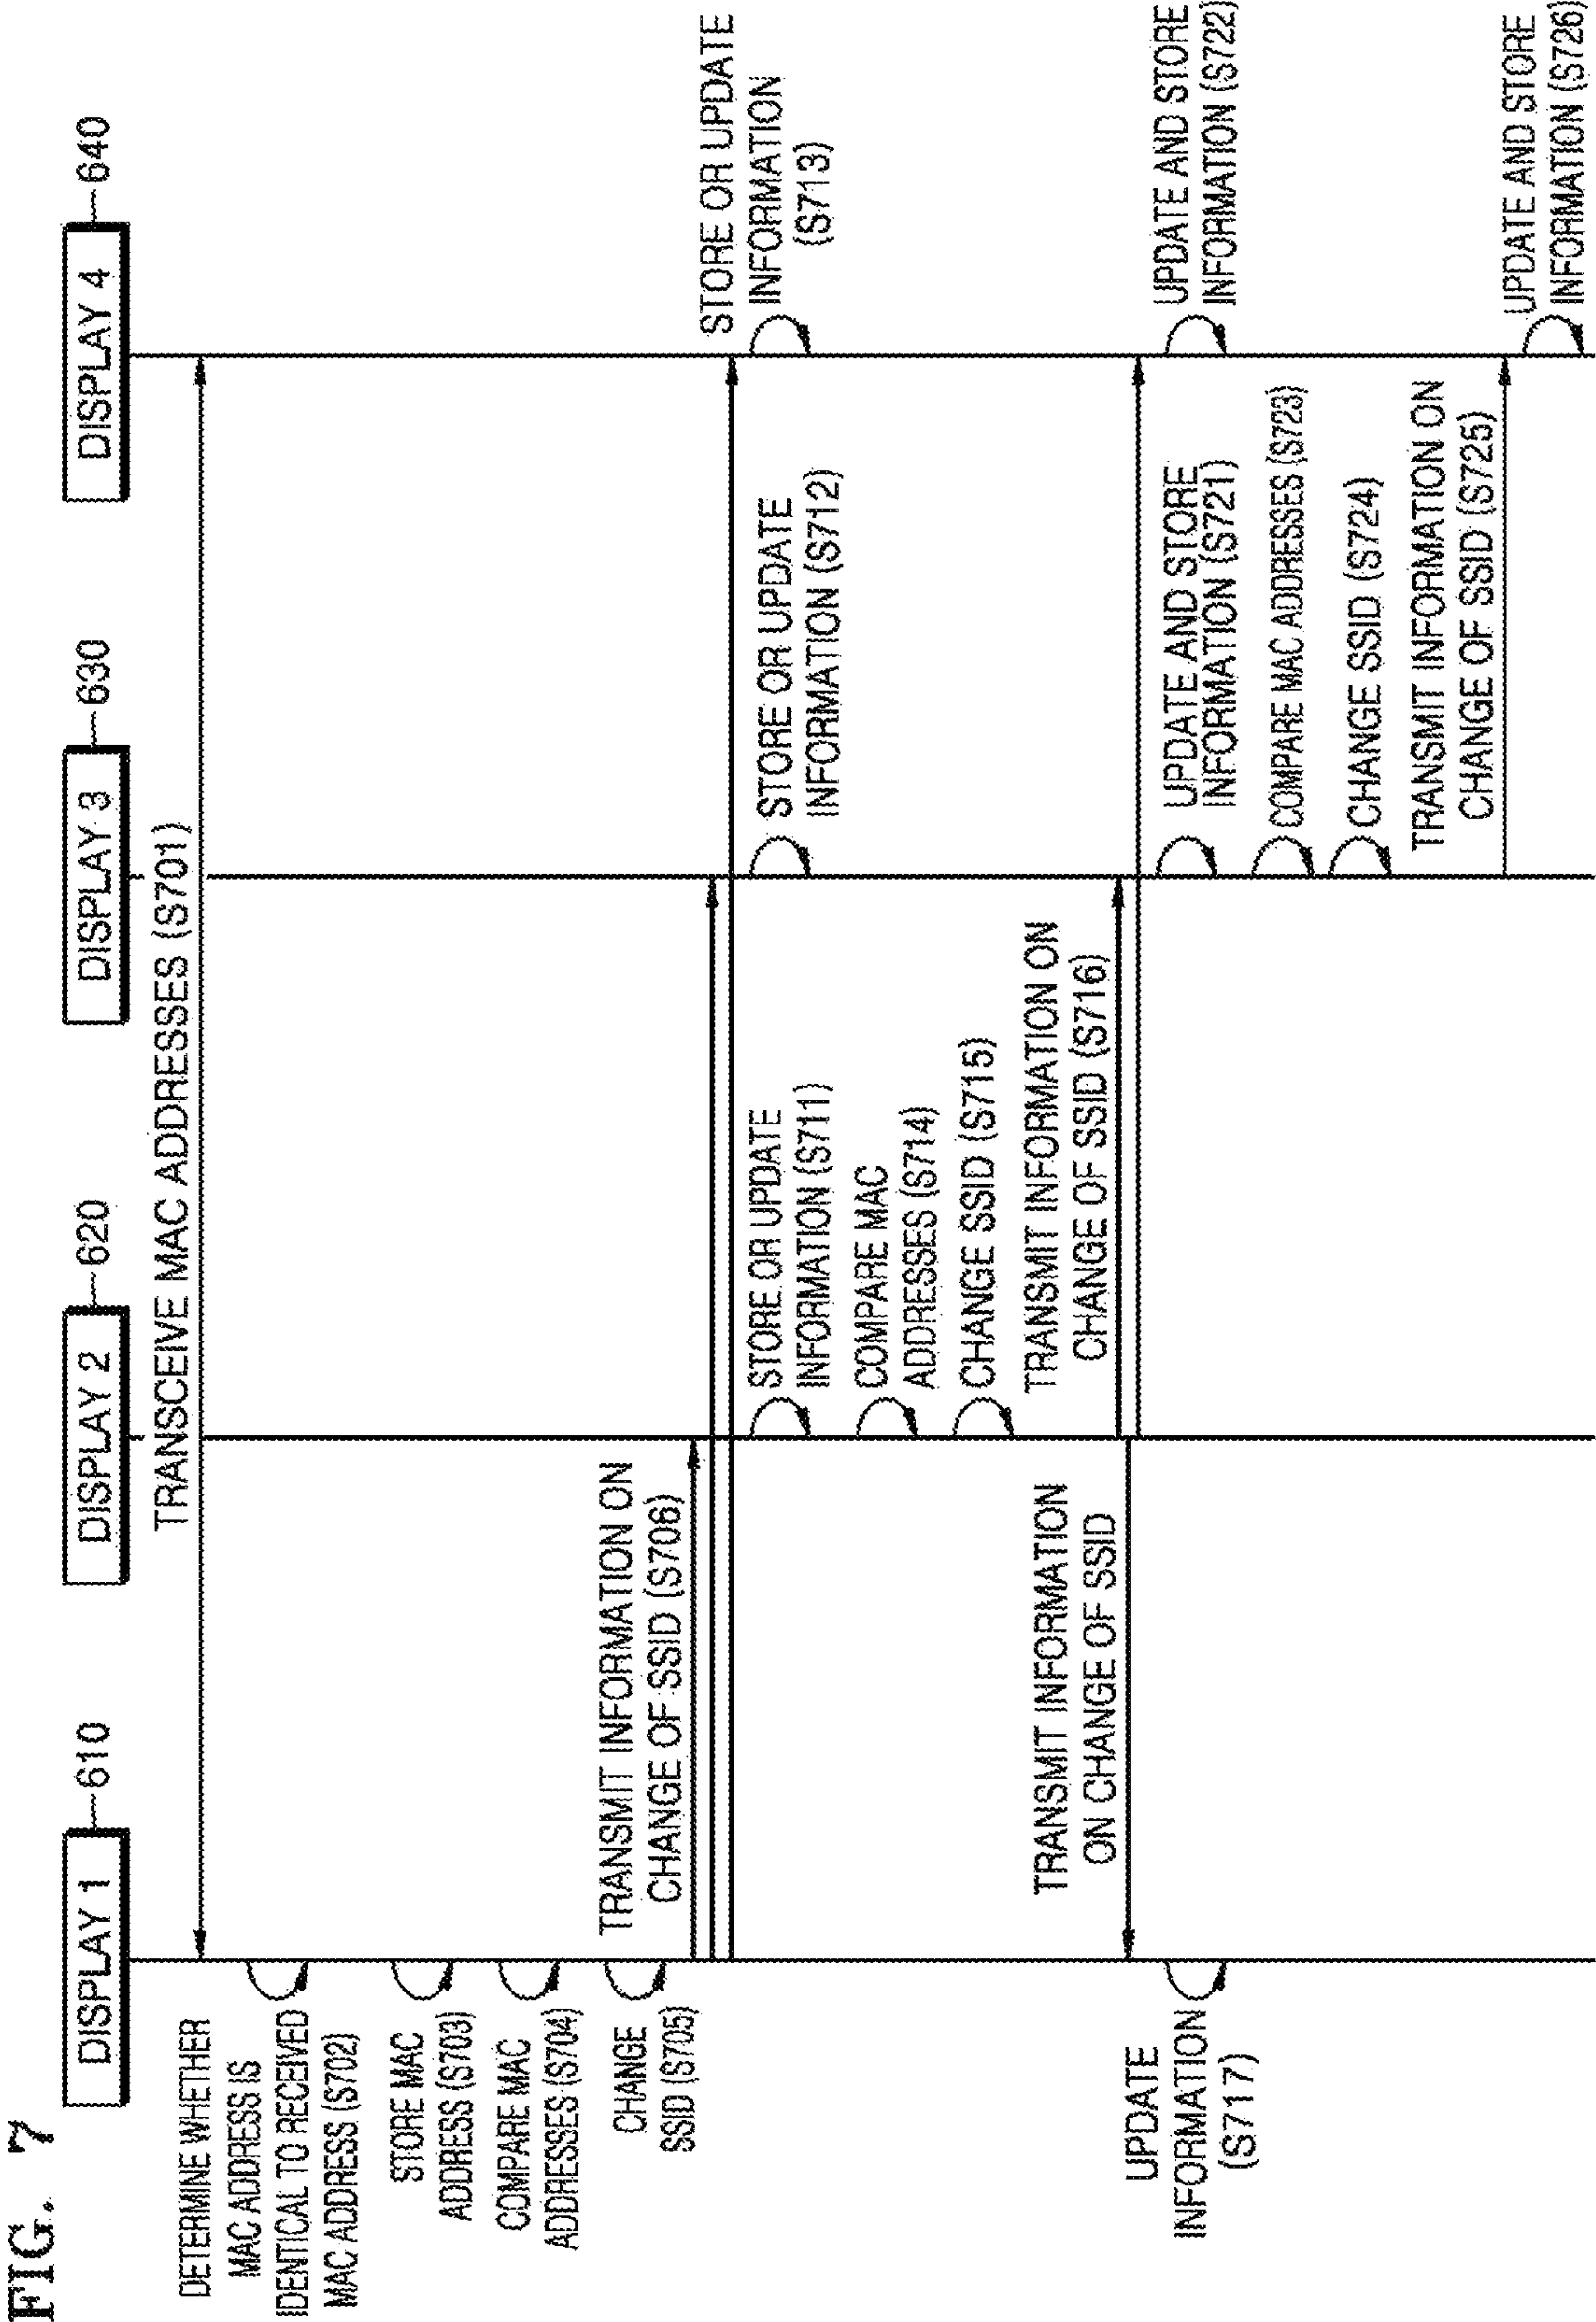 FIG. 7
DISPLAY 1
610
DISPLAY 2
620
DISPLAY 3
630
DISPLAY 4
640
TRANSCEIVE MAC ADDRESSES (S701)
DETERMINE WHETHER
MAC ADDRESS IS
IDENTICAL TO RECEIVED
MAC ADDRESS (S702)
STORE MAC
ADDRESS (S703)
COMPARE MAC
ADDRESSES (S704)
CHANGE
SSID (S705)
TRANSMIT INFORMATION ON
CHANGE OF SSID (S706)
STORE OR UPDATE
INFORMATION (S711)
STORE OR UPDATE
INFORMATION (S712)
STORE OR UPDATE
INFORMATION
(S713)
COMPARE MAC
ADDRESSES (S714)
CHANGE SSID (S715)
TRANSMIT INFORMATION ON
CHANGE OF SSID (S716)
TRANSMIT INFORMATION
ON CHANGE OF SSID
UPDATE
INFORMATION
(S717)
UPDATE AND STORE
INFORMATION (S721)
UPDATE AND STORE
INFORMATION (S722)
COMPARE MAC ADDRESSES (S723)
CHANGE SSID (S724)
TRANSMIT INFORMATION ON
CHANGE OF SSID (S725)
UPDATE AND STORE
INFORMATION (S726)